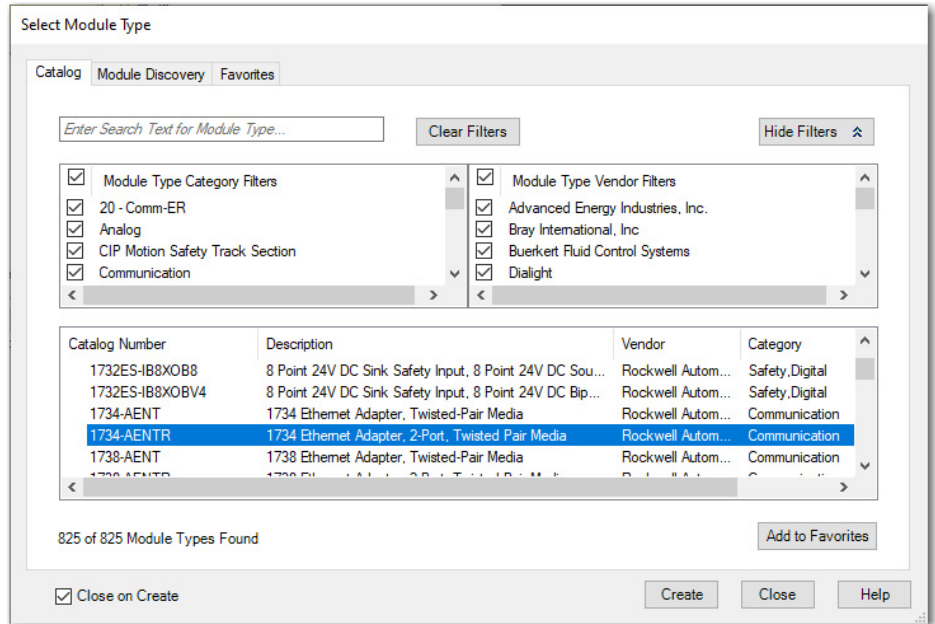 Select Module Type
Catalog Module Discovery Favorites
Enter Search Text for Module Type... Clear Filters Hide Filters
Module Type Category Filters
20 - Comm-ER
Analog
CIP Motion Safety Track Section
Communication
Module Type Vendor Filters
Advanced Energy Industries, Inc.
Bray International, Inc
Buerkert Fluid Control Systems
Dialight
Catalog Number Description Vendor Category
1732ES-IB8XOB8 8 Point 24V DC Sink Safety Input, 8 Point 24V DC Sou... Rockwell Autom... Safety,Digital
1732ES-IB8XOBV4 8 Point 24V DC Sink Safety Input, 8 Point 24V DC Bip... Rockwell Autom... Safety,Digital
1734-AENT 1734 Ethernet Adapter, Twisted-Pair Media Rockwell Autom... Communication
1734-AENTR 1734 Ethernet Adapter, 2-Port, Twisted Pair Media Rockwell Autom... Communication
1738-AENT 1738 Ethernet Adapter, Twisted-Pair Media Rockwell Autom... Communication
825 of 825 Module Types Found Add to Favorites
Close on Create Create Close Help